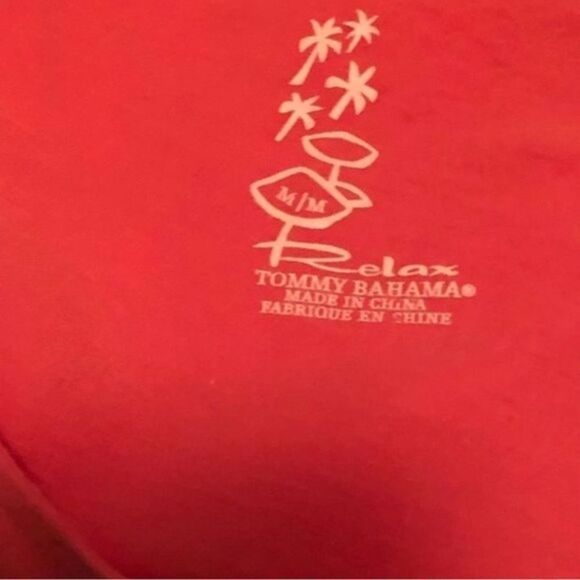 M/M
Relax
TOMMY BAHAMA®
MADE IN CHINA
FABRIQUE EN CHINE